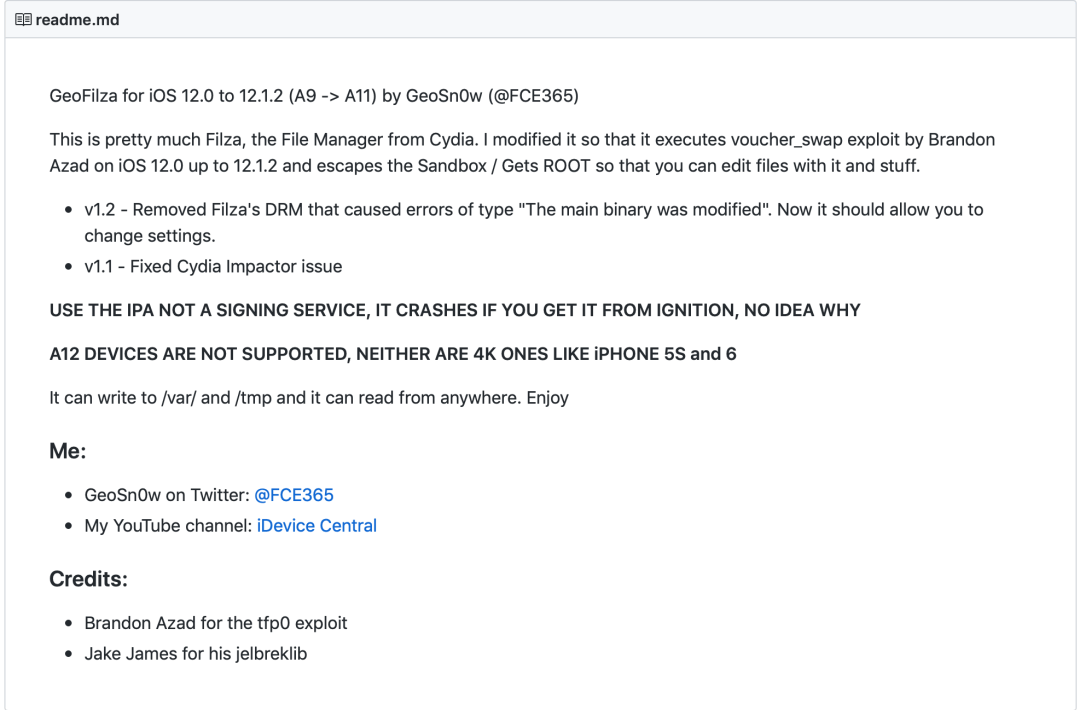 readme.md
GeoFilza for iOS 12.0 to 12.1.2 (A9 -> A11) by GeoSn0w (@FCE365)
This is pretty much Filza, the File Manager from Cydia. I modified it so that it executes voucher_swap exploit by Brandon
Azad on iOS 12.0 up to 12.1.2 and escapes the Sandbox / Gets ROOT so that you can edit files with it and stuff.
• v1.2 - Removed Filza's DRM that caused errors of type "The main binary was modified". Now it should allow you to
change settings.
• v1.1 - Fixed Cydia Impactor issue
USE THE IPA NOT A SIGNING SERVICE, IT CRASHES IF YOU GET IT FROM IGNITION, NO IDEA WHY
A12 DEVICES ARE NOT SUPPORTED, NEITHER ARE 4K ONES LIKE iPHONE 5S and 6
It can write to /var/ and /tmp and it can read from anywhere. Enjoy
Me:
• GeoSn0w on Twitter: @FCE365
• My YouTube channel: iDevice Central
Credits:
• Brandon Azad for the tfp0 exploit
• Jake James for his jelbreklib